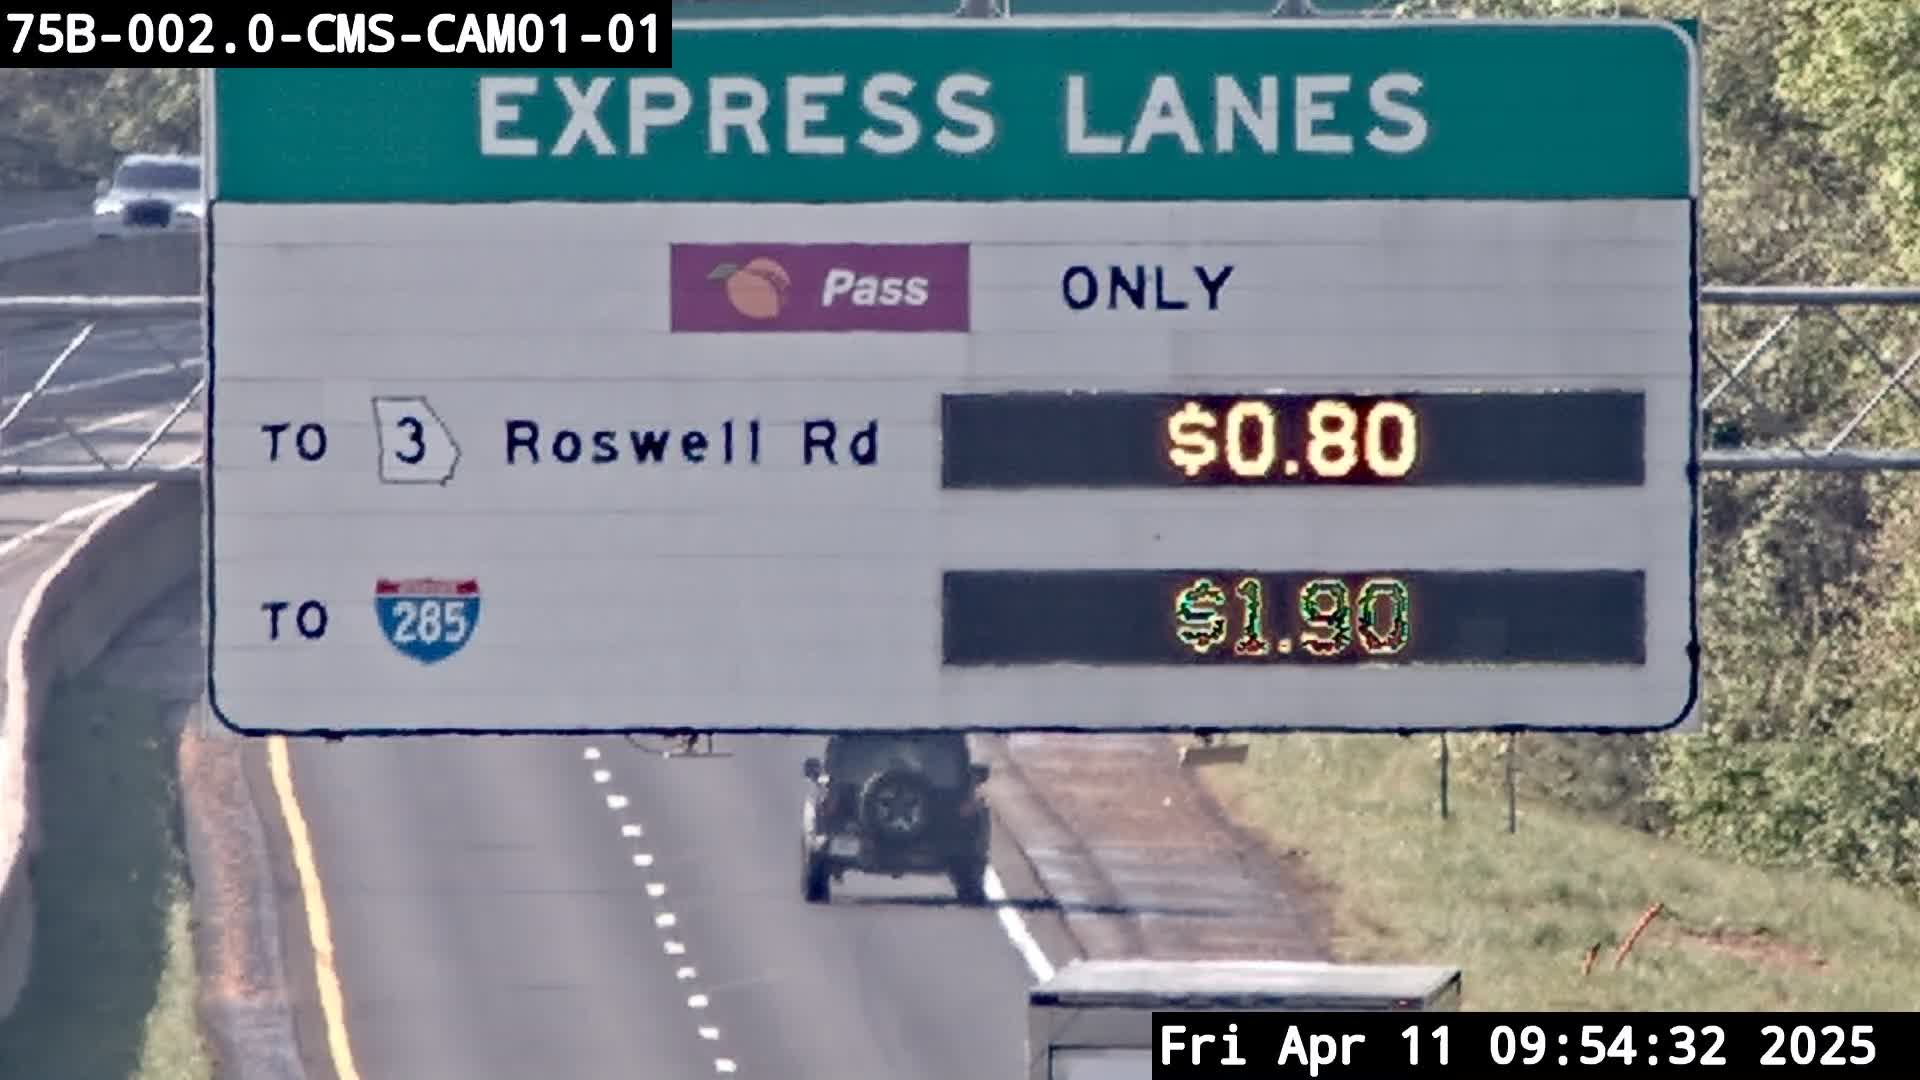 75B-002.0-CMS-CAM01-01
EXPRESS LANES
Pass ONLY
TO 3 Roswell Rd $0.80
TO 285 $1.90
Fri Apr 11 09:54:32 2025